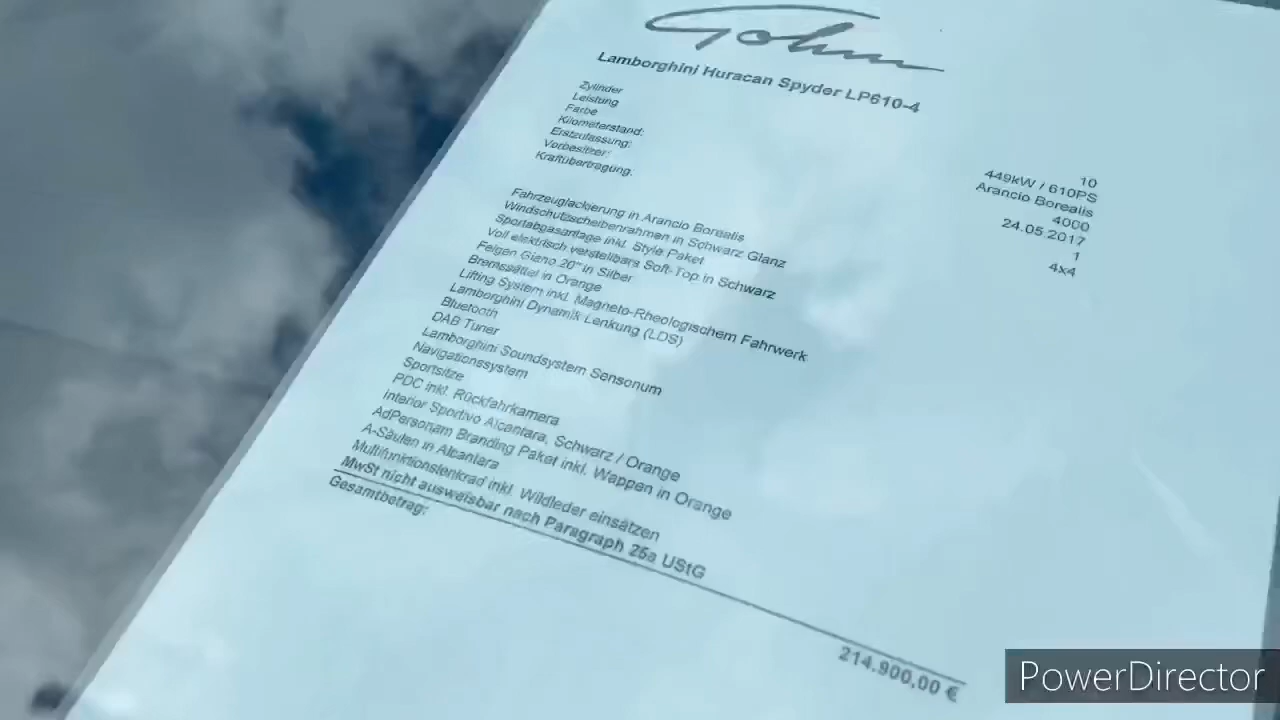 Gohm
Lamborghini Huracan Spyder LP610-4
Zylinder 10
Leistung 449kW / 610PS
Farbe Arancio Borealis
Kilometerstand: 4000
Erstzulassung: 24.05.2017
Vorbesitzer: 1
Kraftübertragung: 4x4
Fahrzeuglackierung in Arancio Borealis
Windschutzscheibenrahmen in Schwarz Glanz
Sportabgasanlage inkl. Style Paket
Voll elektrisch verstellbars Soft-Top in Schwarz
Felgen Giano 20" in Silber
Bremssättel in Orange
Lifting System inkl. Magneto-Rheologischem Fahrwerk
Lamborghini Dynamik Lenkung (LDS)
Bluetooth
DAB Tuner
Lamborghini Soundsystem Sensonum
Navigationssystem
Sportsitze
PDC inkl. Rückfahrkamera
Interior Sportivo Alcantara, Schwarz / Orange
AdPersonam Branding Paket inkl. Wappen in Orange
A-Säulen in Alcantara
Multifunktionslenkrad inkl. Wildleder einsätzen
MwSt nicht ausweisbar nach Paragraph 25a UStG
Gesamtbetrag: 214.900,00 €
PowerDirector